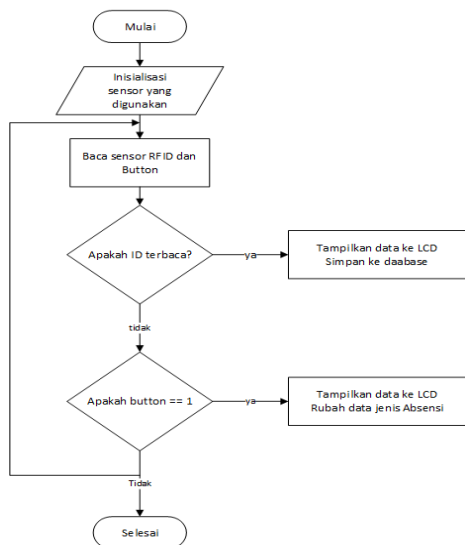 Mulai
Inisialisasi
sensor yang
digunakan
Baca sensor RFID dan
Button
Apakah ID terbaca?
ya
Tampilkan data ke LCD
Simpan ke daabase
tidak
Apakah button == 1
ya
Tampilkan data ke LCD
Rubah data jenis Absensi
Tidak
Selesai